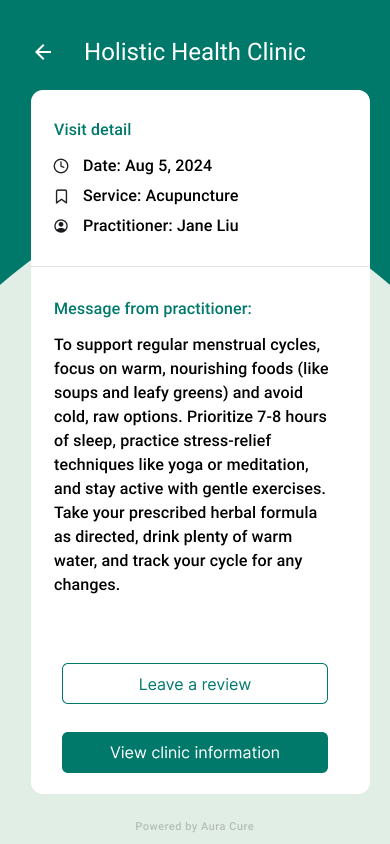 Holistic Health Clinic
Visit detail
Date: Aug 5, 2024
Service: Acupuncture
Practitioner: Jane Liu
Message from practitioner:
To support regular menstrual cycles,
focus on warm, nourishing foods (like
soups and leafy greens) and avoid
cold, raw options. Prioritize 7-8 hours
of sleep, practice stress-relief
techniques like yoga or meditation,
and stay active with gentle exercises.
Take your prescribed herbal formula
as directed, drink plenty of warm
water, and track your cycle for any
changes.
Leave a review
View clinic information
Powered by Aura Cure